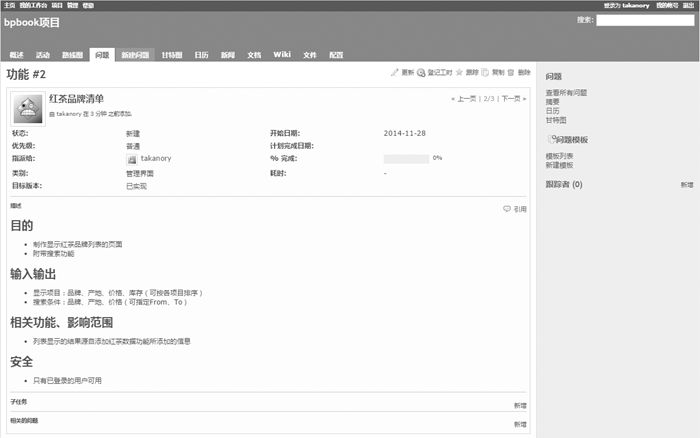 主页 我的工作台 项目 管理 帮助 登录为 takanory 我的帐号 退出
bpbook项目 搜索:
概述 活动 路线图 问题 新建问题 甘特图 日历 新闻 文档 Wiki 文件 配置
功能 #2 更新 登记工时 跟踪 复制 删除
红茶品牌清单 « 上一页 | 2/3 | 下一页 »
由 takanory 在 3 分钟 之前添加.
状态: 新建 开始日期: 2014-11-28
优先级: 普通 计划完成日期:
指派给: takanory % 完成: 0%
类别: 管理界面 耗时: -
目标版本: 已实现
描述 引用
目的
制作显示红茶品牌列表的页面
附带搜索功能
输入输出
显示项目：品牌、产地、价格、库存（可按各项目排序）
搜索条件：品牌、产地、价格（可指定From、To）
相关功能、影响范围
列表显示的结果源自添加红茶数据功能所添加的信息
安全
只有已登录的用户可用
子任务 新增
相关的问题 新增
问题
查看所有问题
摘要
日历
甘特图
问题模板
模板列表
新建模板
跟踪者 (0) 新增